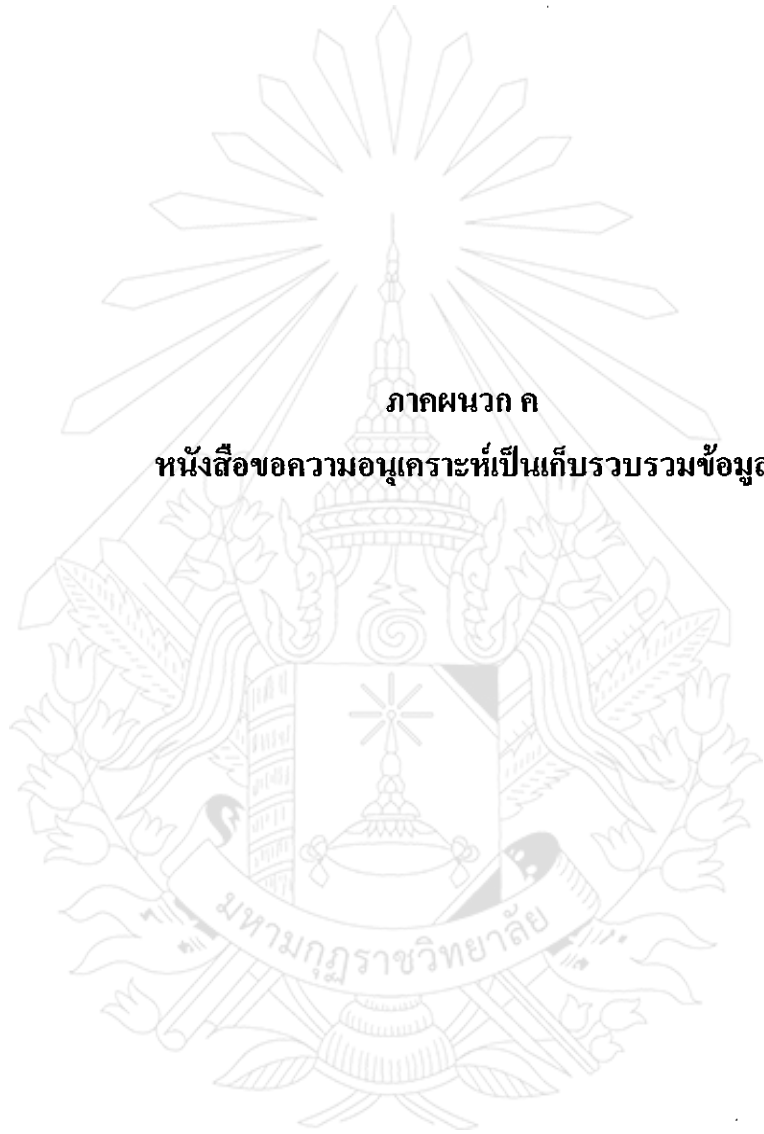 ภาคผนวก ค
หนังสือขอความอนุเคราะห์เป็นเก็บรวบรวมข้อมูล
มหามกุฏราชวิทยาลัย